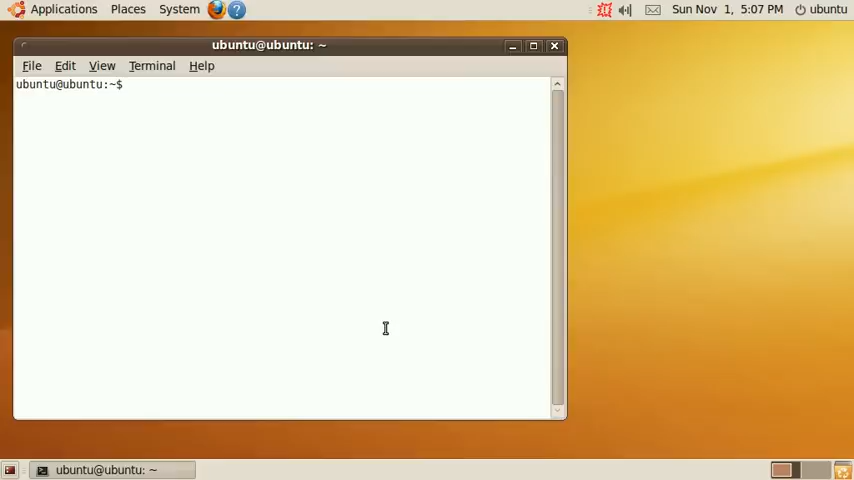 Applications Places System
Sun Nov 1, 5:07 PM ubuntu
ubuntu@ubuntu: ~
File Edit View Terminal Help
ubuntu@ubuntu:~$
ubuntu@ubuntu: ~